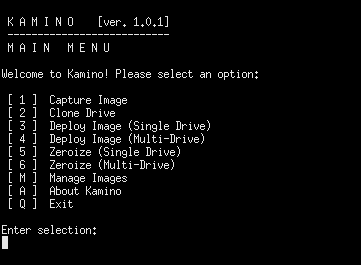 K A M I N O [ver. 1.0.1]
---------------------------
M A I N M E N U
Welcome to Kamino! Please select an option:
[ 1 ] Capture Image
[ 2 ] Clone Drive
[ 3 ] Deploy Image (Single Drive)
[ 4 ] Deploy Image (Multi-Drive)
[ 5 ] Zeroize (Single Drive)
[ 6 ] Zeroize (Multi-Drive)
[ M ] Manage Images
[ A ] About Kamino
[ Q ] Exit
Enter selection: